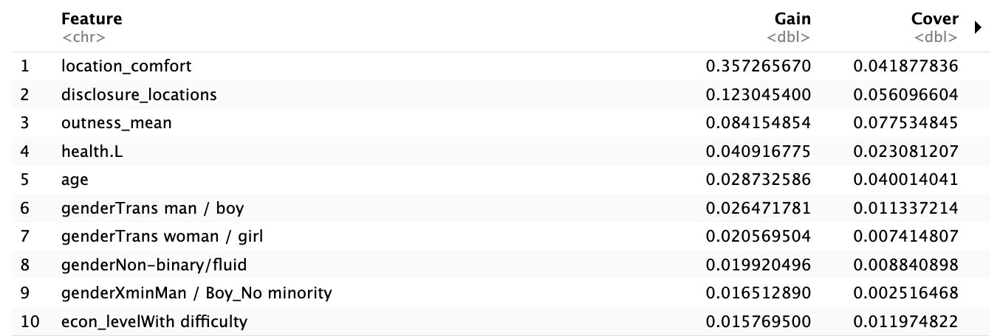 Feature Gain Cover
<chr> <dbl> <dbl>
1 location_comfort 0.357265670 0.041877836
2 disclosure_locations 0.123045400 0.056096604
3 outness_mean 0.084154854 0.077534845
4 health.L 0.040916775 0.023081207
5 age 0.028732586 0.040014041
6 genderTrans man / boy 0.026471781 0.011337214
7 genderTrans woman / girl 0.020569504 0.007414807
8 genderNon-binary/fluid 0.019920496 0.008840898
9 genderXminMan / Boy_No minority 0.016512890 0.002516468
10 econ_levelWith difficulty 0.015769500 0.011974822